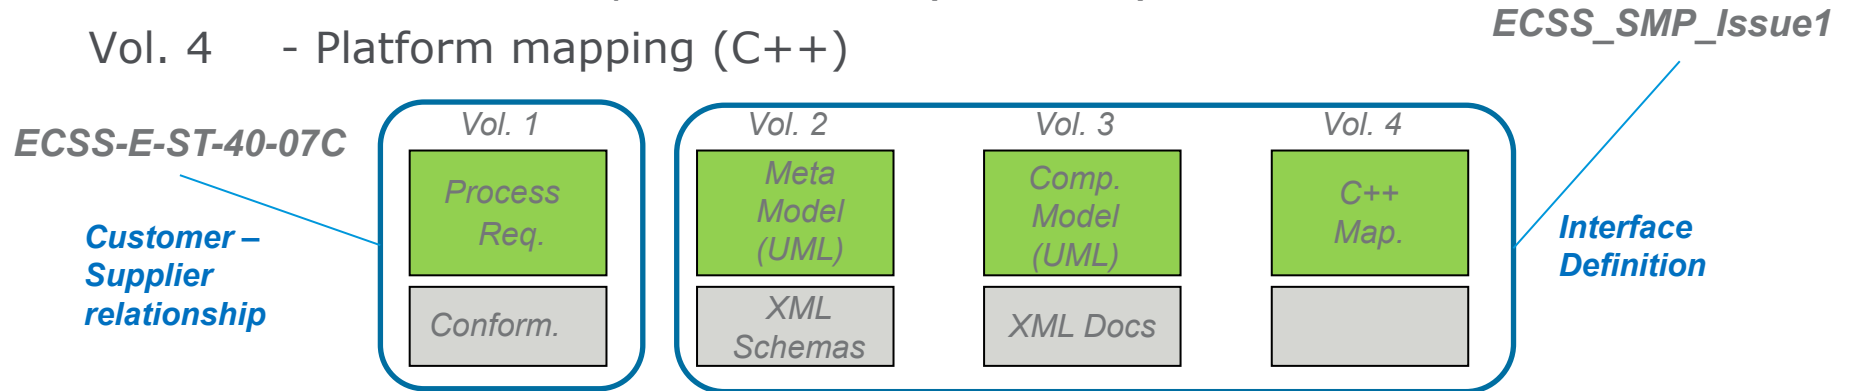 ECSS_SMP_Issue1
Vol. 4 - Platform mapping (C++)
ECSS-E-ST-40-07C
Customer –
Supplier
relationship
Vol. 1
Process
Req.
Conform.
Vol. 2
Meta
Model
(UML)
XML
Schemas
Vol. 3
Comp.
Model
(UML)
XML Docs
Vol. 4
C++
Map.
Interface
Definition